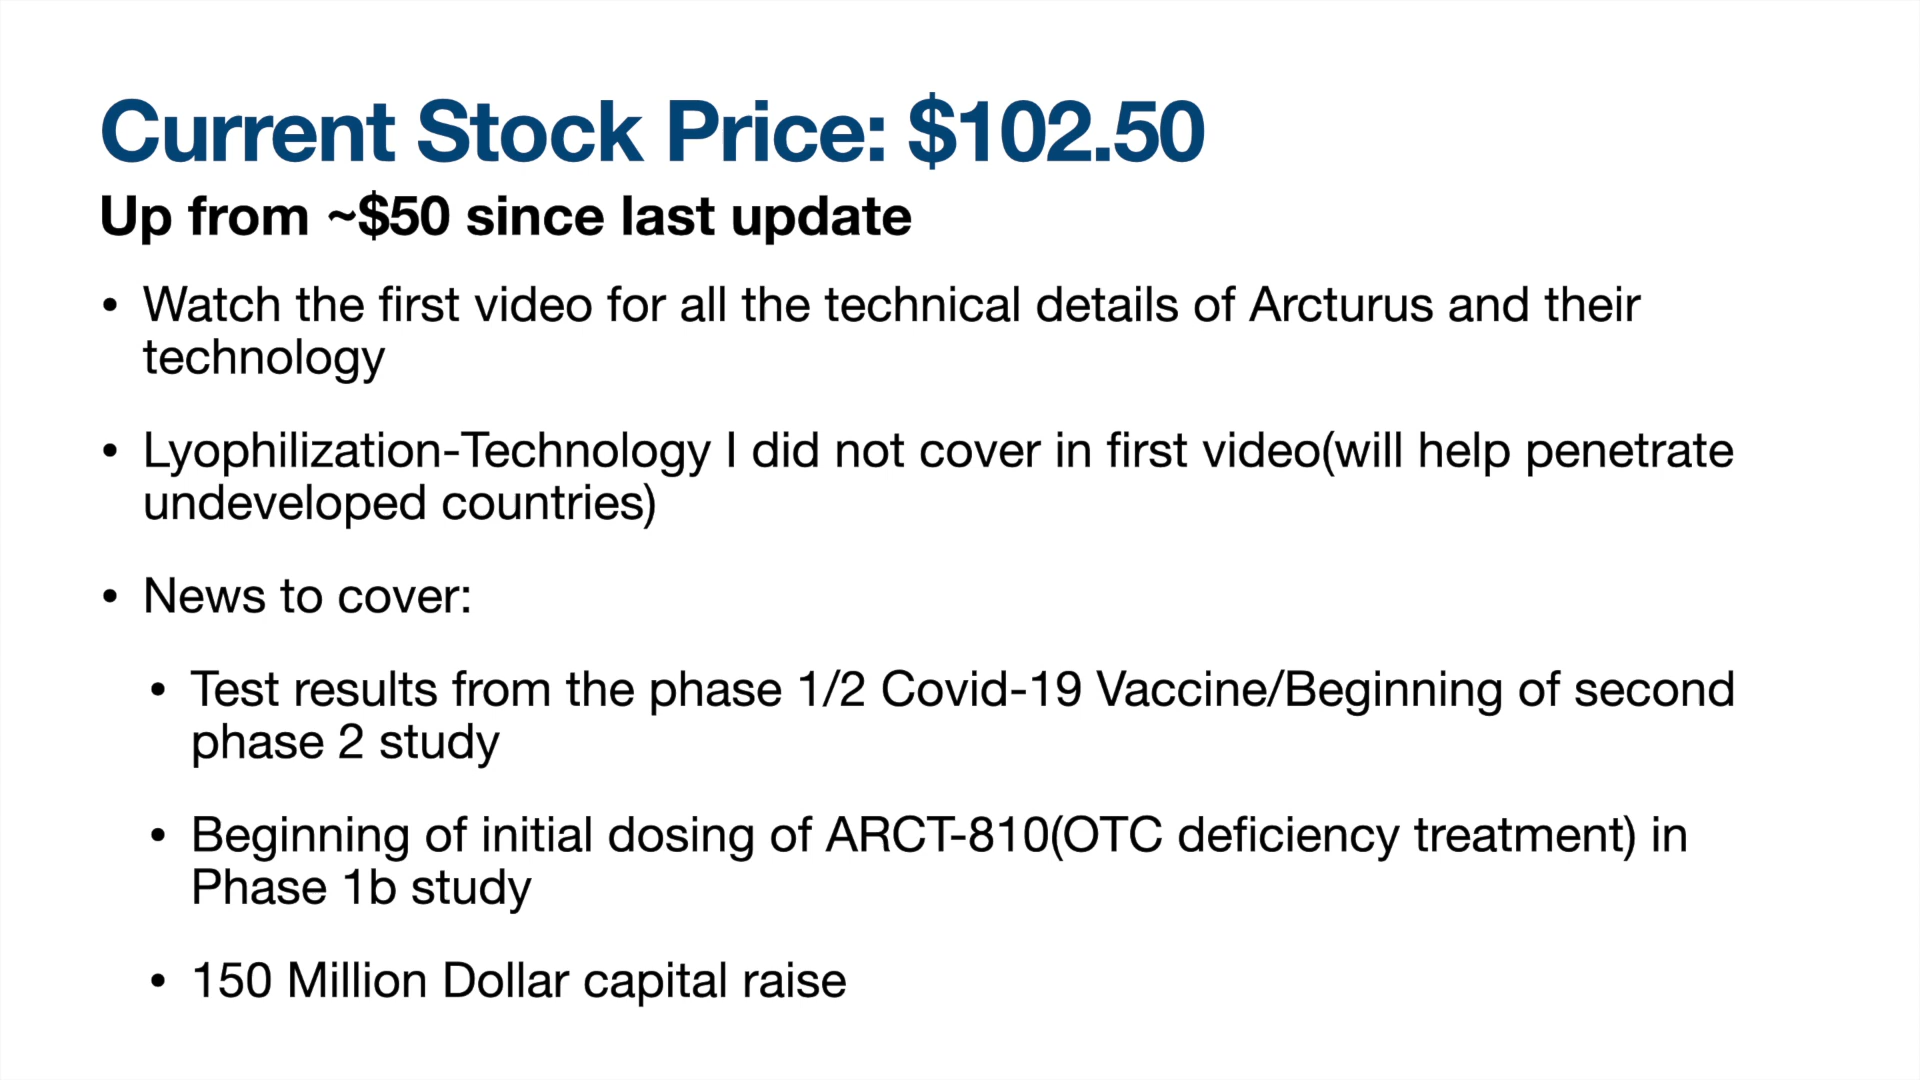 Current Stock Price: $102.50
Up from ~$50 since last update
• Watch the first video for all the technical details of Arcturus and their
technology
• Lyophilization-Technology I did not cover in first video(will help penetrate
undeveloped countries)
• News to cover:
• Test results from the phase 1/2 Covid-19 Vaccine/Beginning of second
phase 2 study
• Beginning of initial dosing of ARCT-810(OTC deficiency treatment) in
Phase 1b study
• 150 Million Dollar capital raise